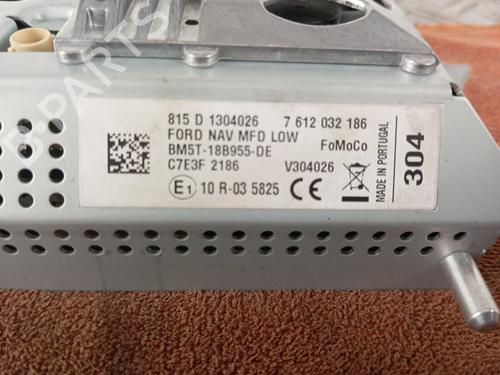 815 D 1304026 7 612 032 186
FORD NAV MFD LOW
BM5T-18B955-DE FoMoCo
C7E3F 2186 V304026
E1 10 R-03 5825 CE
MADE IN PORTUGAL
304
B-PARTS